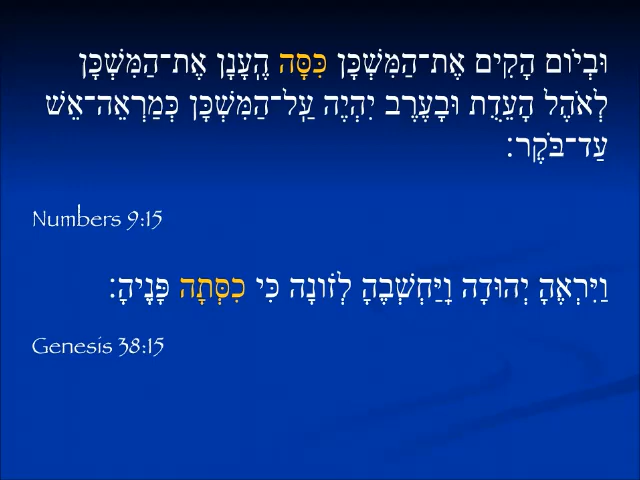 וּבְיוֹם הָקִים אֶת־הַמִּשְׁכָּן כִּסָּה הֶעָנָן אֶת־הַמִּשְׁכָּן
לְאֹהֶל הָעֵדֻת וּבָעֶרֶב יִהְיֶה עַל־הַמִּשְׁכָּן כְּמַרְאֵה־אֵשׁ
עַד־בֹּקֶר׃
Numbers 9:15
וַיִּרְאֶהָ יְהוּדָה וַיַּחְשְׁבֶהָ לְזוֹנָה כִּי כִסְּתָה פָּנֶיהָ׃
Genesis 38:15